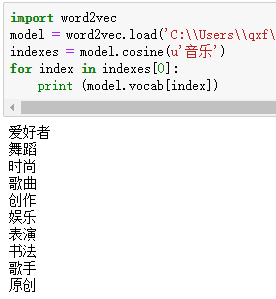 import word2vec
model = word2vec.load('C:\\Users\\qxf\
indexes = model.cosine(u'音乐')
for index in indexes[0]:
    print (model.vocab[index])
爱好者
舞蹈
时尚
歌曲
创作
娱乐
表演
书法
歌手
原创